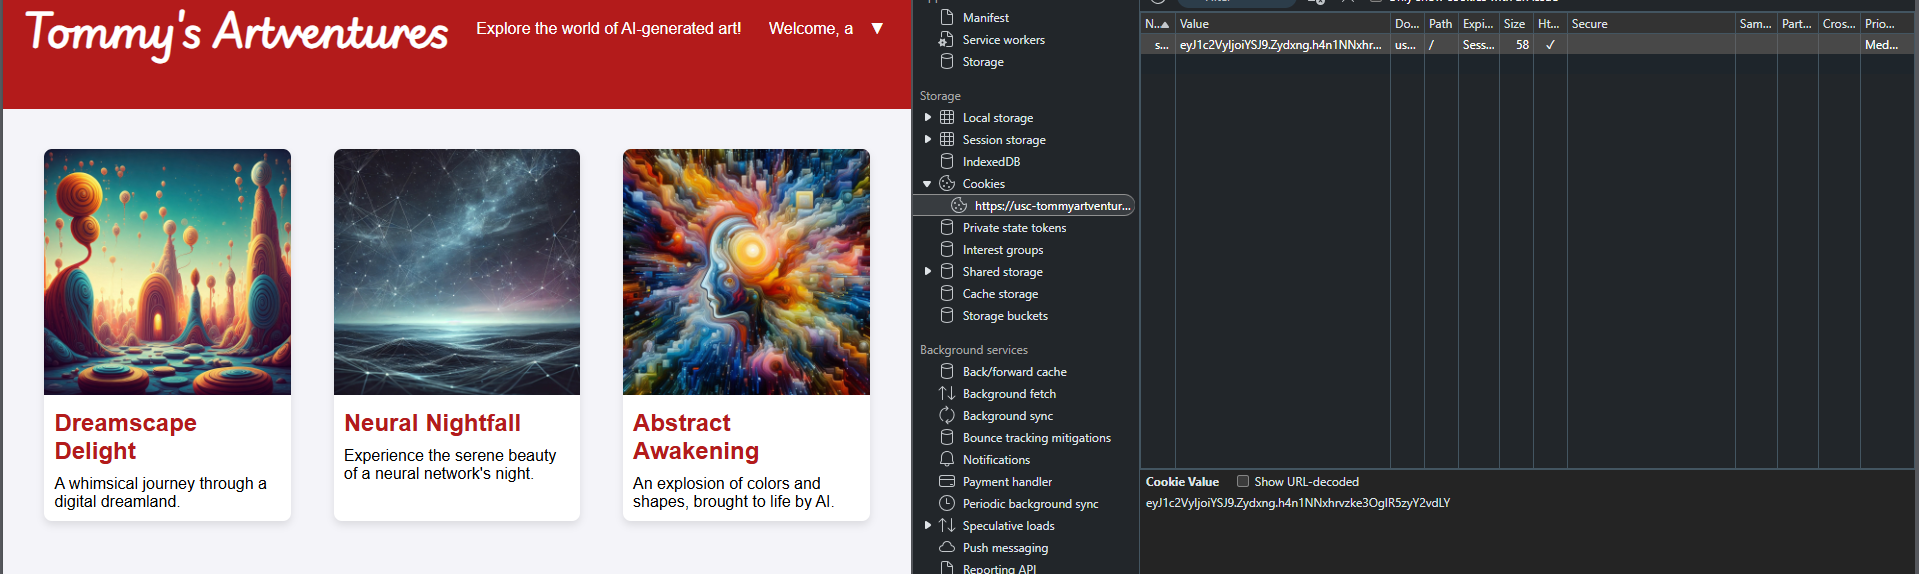 Tommy's Artventures
Explore the world of AI-generated art!
Welcome, a ▼
Dreamscape
Delight
A whimsical journey through a
digital dreamland.
Neural Nightfall
Experience the serene beauty
of a neural network's night.
Abstract
Awakening
An explosion of colors and
shapes, brought to life by AI.
Manifest
Service workers
Storage
Storage
Local storage
Session storage
IndexedDB
Cookies
https://usc-tommyartventur...
Private state tokens
Interest groups
Shared storage
Cache storage
Storage buckets
Background services
Back/forward cache
Background fetch
Background sync
Bounce tracking mitigations
Notifications
Payment handler
Periodic background sync
Speculative loads
Push messaging
Reporting API
N... Value Do... Path Expi... Size Ht... Secure Sam... Part... Cros... Prio...
s... eyJ1c2VyIjoiYSJ9.Zydxng.h4n1NNxhr... us... / Sess... 58 ✓ Med...
Cookie Value Show URL-decoded
eyJ1c2VyIjoiYSJ9.Zydxng.h4n1NNxhrvzke3OglR5zyY2vdLY